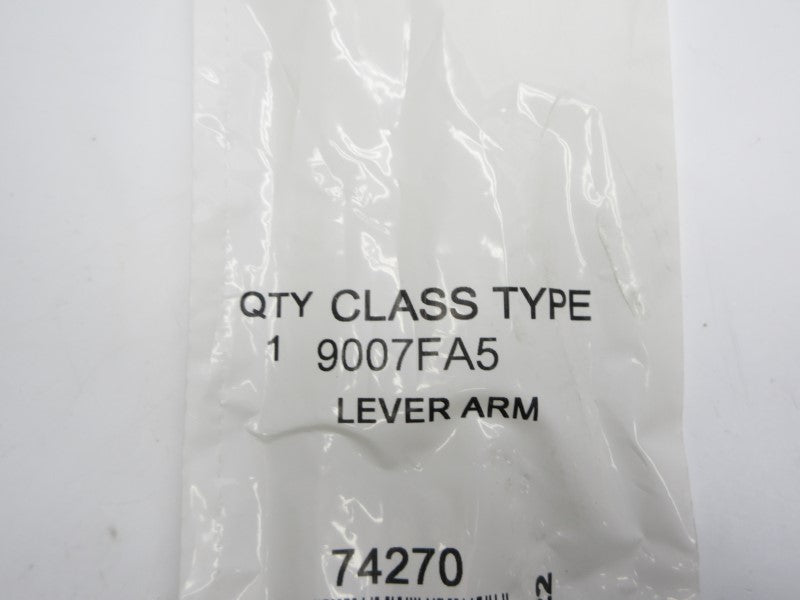 QTY CLASS TYPE
1 9007FA5
LEVER ARM
74270